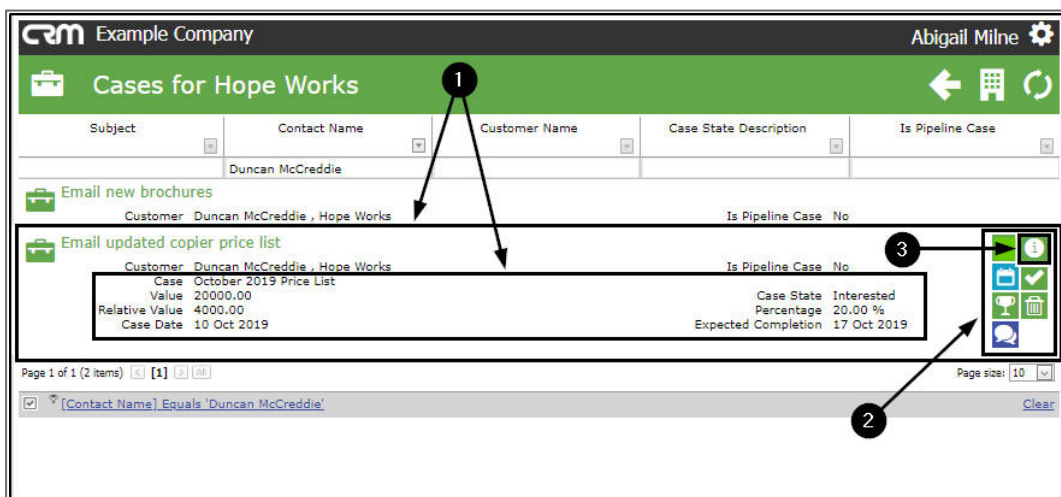 CRM Example Company Abigail Milne
Cases for Hope Works
1
Subject Contact Name Customer Name Case State Description Is Pipeline Case
Duncan McCreddie
Email new brochures
Customer Duncan McCreddie , Hope Works Is Pipeline Case No
Email updated copier price list
3
Customer Duncan McCreddie , Hope Works Is Pipeline Case No
Case October 2019 Price List
Value 20000.00 Case State Interested
Relative Value 4000.00 Percentage 20.00 %
Case Date 10 Oct 2019 Expected Completion 17 Oct 2019
Page 1 of 1 (2 items) < [1] > All Page size: 10
[Contact Name] Equals 'Duncan McCreddie' Clear
2